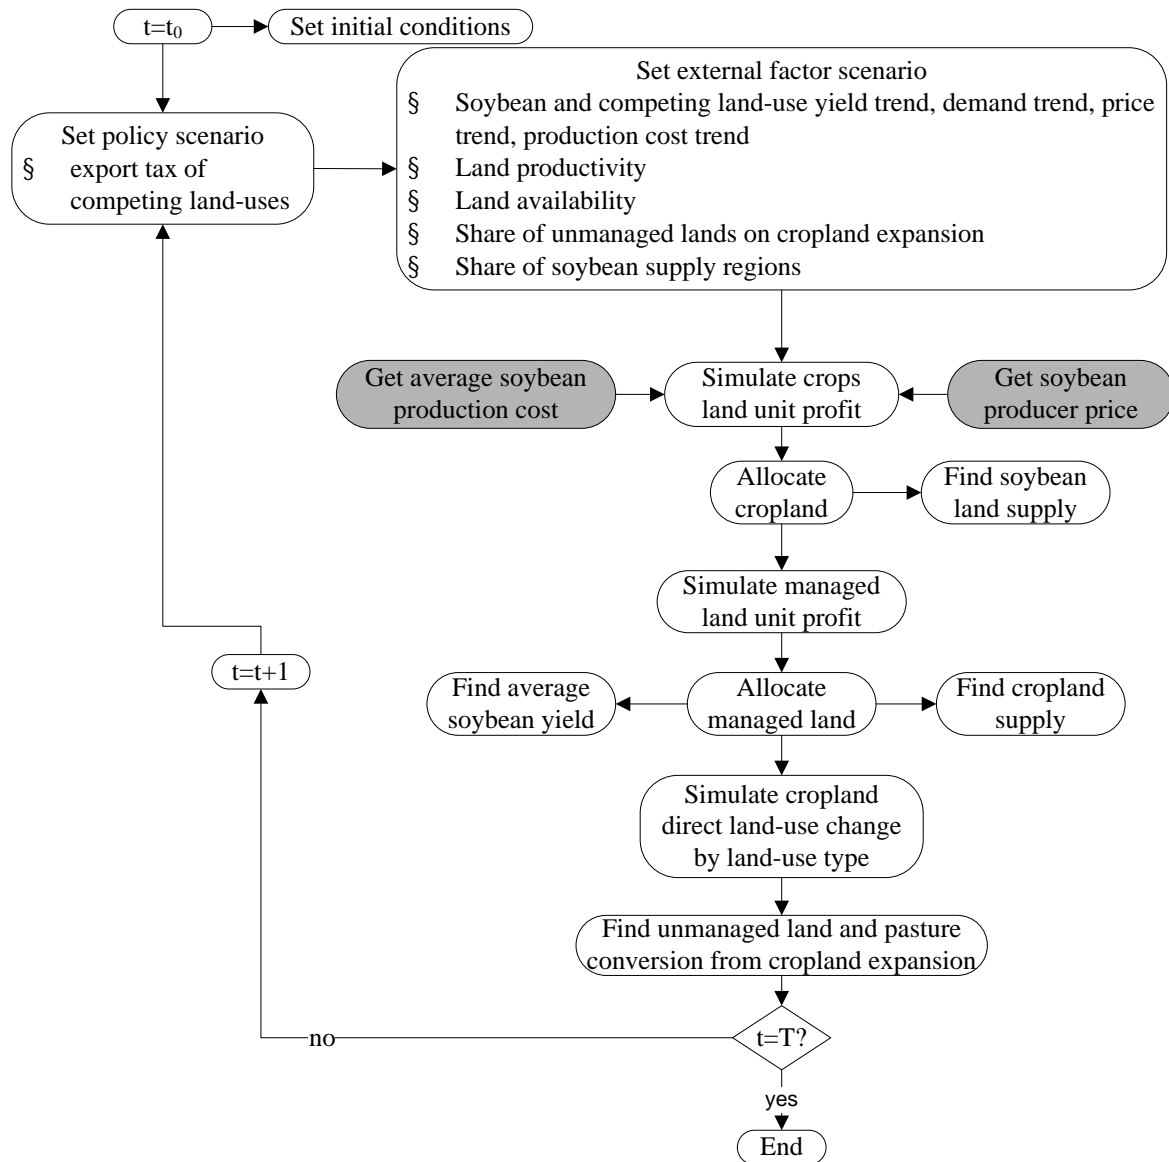 t=t₀
Set initial conditions
Set policy scenario
§ export tax of
competing land-uses
Set external factor scenario
§ Soybean and competing land-use yield trend, demand trend, price
trend, production cost trend
§ Land productivity
§ Land availability
§ Share of unmanaged lands on cropland expansion
§ Share of soybean supply regions
Get average soybean
production cost
Simulate crops
land unit profit
Get soybean
producer price
Allocate
cropland
Find soybean
land supply
Simulate managed
land unit profit
t=t+1
Find average
soybean yield
Allocate
managed land
Find cropland
supply
Simulate cropland
direct land-use change
by land-use type
Find unmanaged land and pasture
conversion from cropland expansion
no
t=T?
yes
End